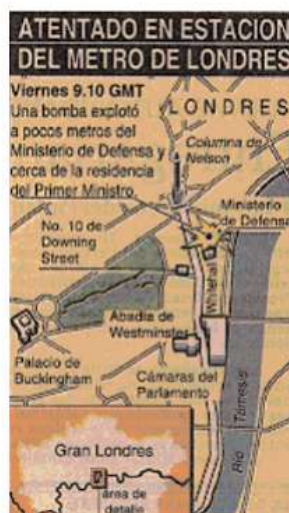 ATENTADO EN ESTACION
DEL METRO DE LONDRES
Viernes 9.10 GMT
Una bomba explotó
a pocos metros del
Ministerio de Defensa y
cerca de la residencia
del Primer Ministro.
LONDRES
Columna de
Nelson
Ministerio
de Defensa
No. 10 de
Downing
Street
Whitehall
Abadía de
Westminster
Palacio de
Buckingham
Cámaras del
Parlamento
Río Támesis
Gran Londres
área de
detalle